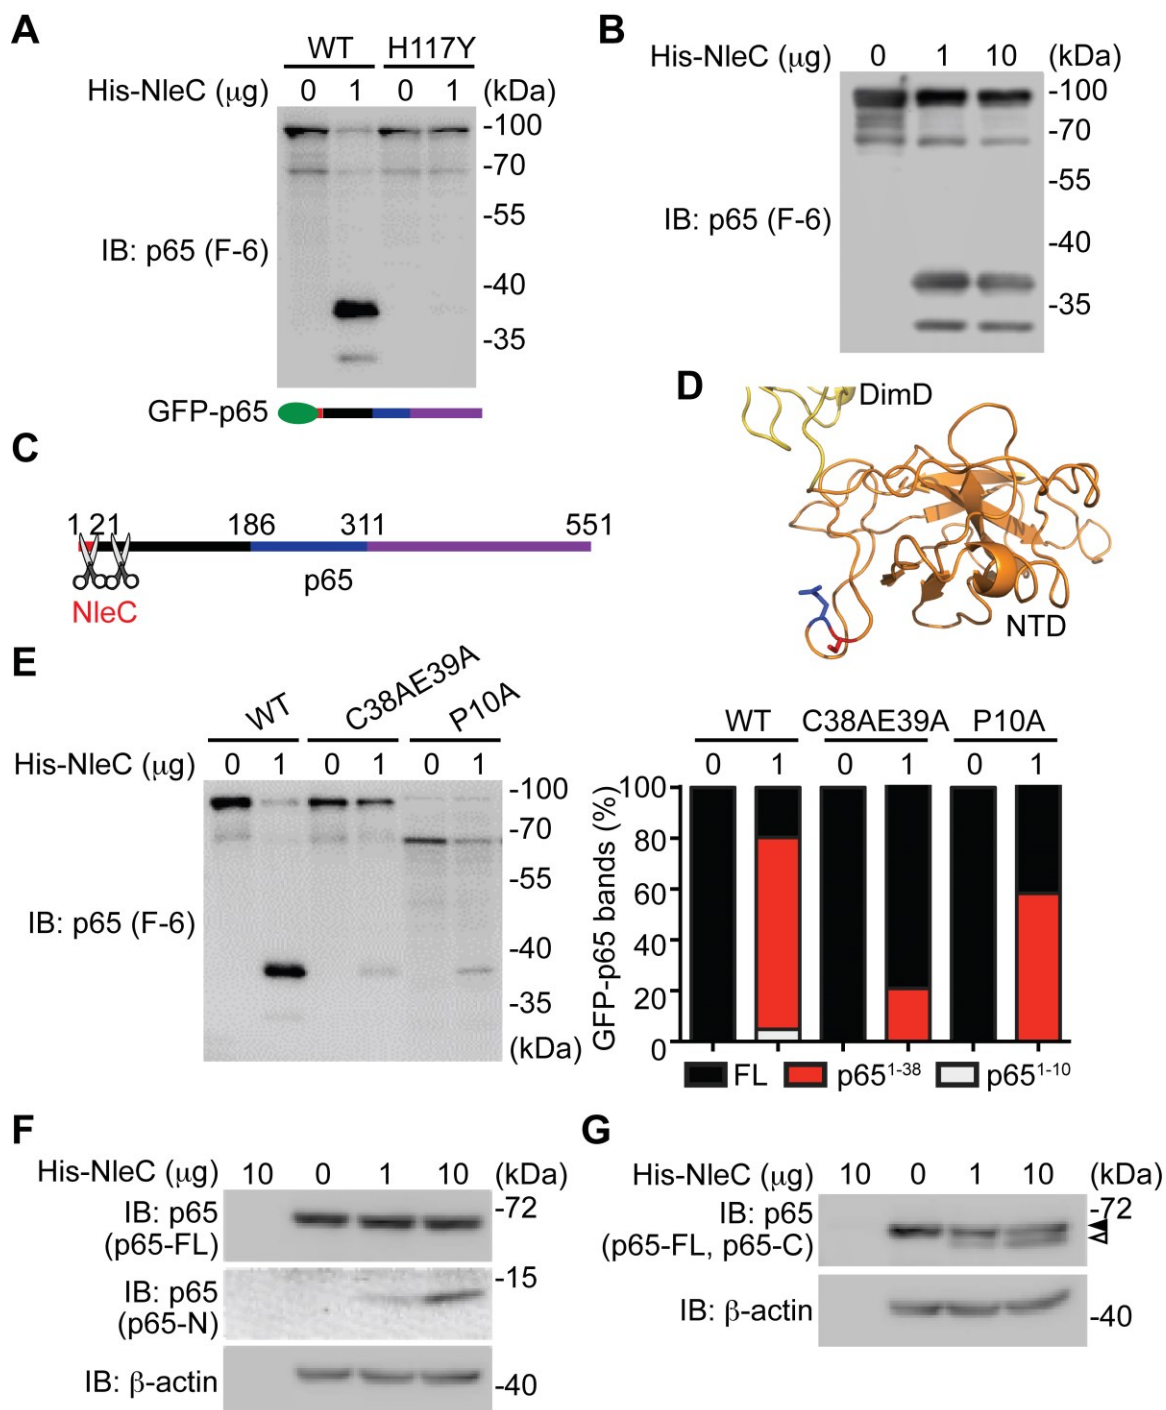 A
WT H117Y
His-NleC (μg) 0 1 0 1 (kDa)
-100
-70
-55
IB: p65 (F-6)
-40
-35
GFP-p65
B
His-NleC (μg) 0 1 10 (kDa)
-100
-70
-55
IB: p65 (F-6)
-40
-35
C
1 21 186 311 551
p65
NleC
D
DimD
NTD
E
WT C38AE39A P10A
His-NleC (μg) 0 1 0 1 0 1
-100
-70
-55
IB: p65 (F-6)
-40
-35
(kDa)
WT C38AE39A P10A
0 1 0 1 0 1
GFP-p65 bands (%)
100
80
60
40
20
0
FL p65¹⁻³⁸ p65¹⁻¹⁰
F
His-NleC (μg) 10 0 1 10 (kDa)
IB: p65 -72
(p65-FL)
IB: p65 -15
(p65-N)
IB: β-actin -40
G
His-NleC (μg) 10 0 1 10 (kDa)
IB: p65 -72
(p65-FL, p65-C)
IB: β-actin -40